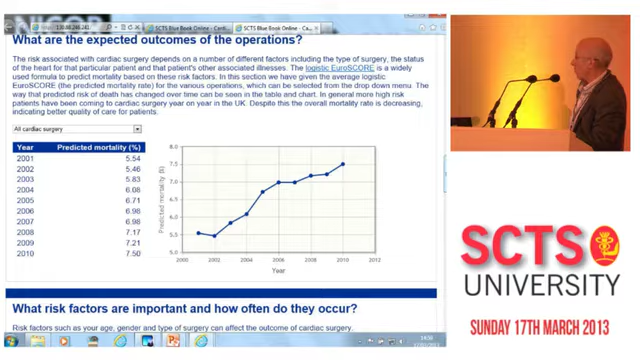 SCTS Blue Book Online - Cardi...
SCTS Blue Book Online - Car...
What are the expected outcomes of the operations?
The risk associated with cardiac surgery depends on a number of different factors including the type of surgery, the status
of the heart for that particular patient and that patient's other associated illnesses. The logistic EuroSCORE is a widely
used formula to predict mortality based on these risk factors. In this section we have given the average logistic
EuroSCORE (the predicted mortality rate) for the various operations, which can be selected from the drop down menu. The
way that predicted risk of death has changed over time can be seen in the table and chart. In general more high risk
patients have been coming to cardiac surgery year on year in the UK. Despite this the overall mortality rate is decreasing,
indicating better quality of care for patients.
All cardiac surgery
Year Predicted mortality (%)
2001 5.54
2002 5.46
2003 5.83
2004 6.08
2005 6.71
2006 6.98
2007 6.98
2008 7.17
2009 7.21
2010 7.50
Predicted mortality (%)
8.0
7.5
7.0
6.5
6.0
5.5
5.0
2000 2002 2004 2006 2008 2010 2012
Year
What risk factors are important and how often do they occur?
Risk factors such as your age, gender and type of surgery can affect the outcome of cardiac surgery.
SCTS
UNIVERSITY
SUNDAY 17TH MARCH 2013